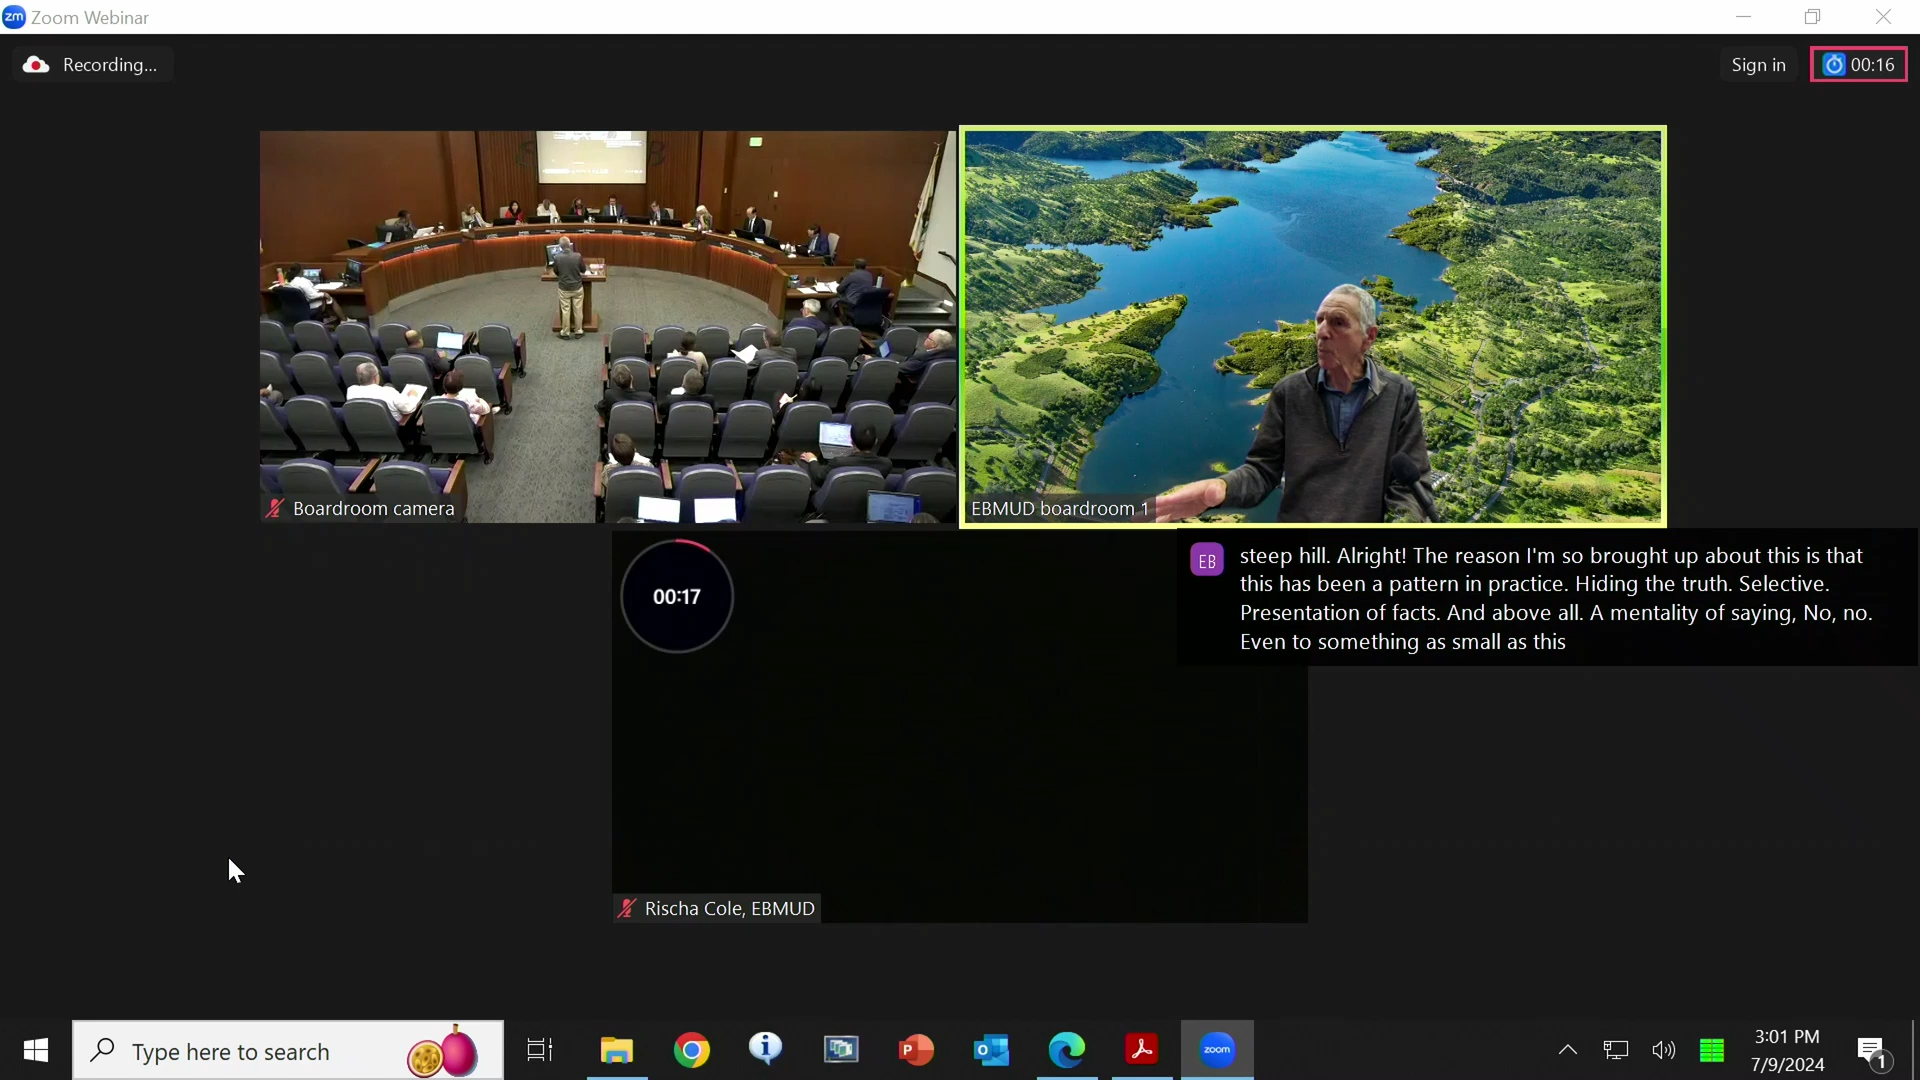 zm Zoom Webinar
Recording...
Sign in
00:16
Boardroom camera
EBMUD boardroom 1
00:17
EB
steep hill. Alright! The reason I'm so brought up about this is that
this has been a pattern in practice. Hiding the truth. Selective.
Presentation of facts. And above all. A mentality of saying, No, no.
Even to something as small as this
Rischa Cole, EBMUD
Type here to search
zoom
3:01 PM
7/9/2024
1